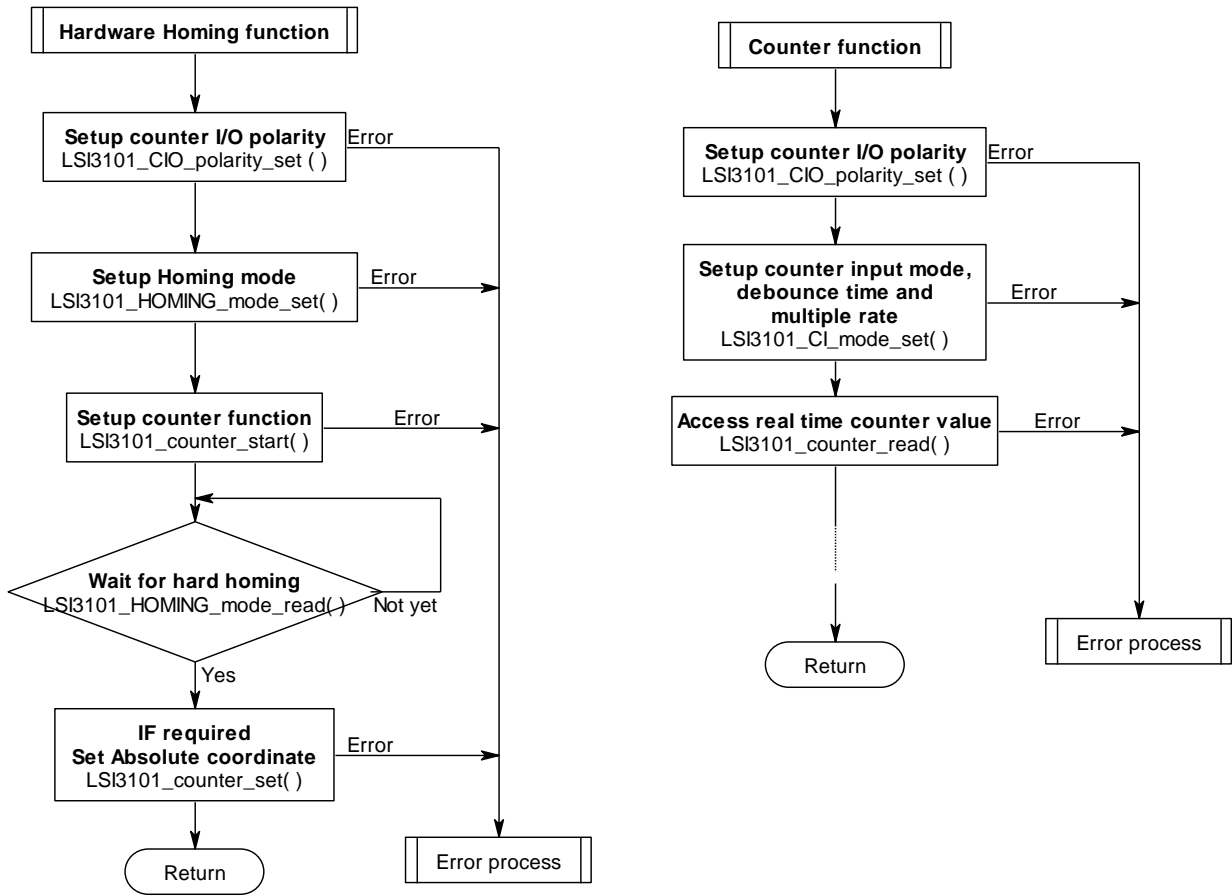 Hardware Homing function
Setup counter I/O polarity
LSI3101_CIO_polarity_set ( )
Error
Setup Homing mode
LSI3101_HOMING_mode_set( )
Error
Setup counter function
LSI3101_counter_start( )
Error
Wait for hard homing
LSI3101_HOMING_mode_read( )
Not yet
Yes
IF required
Set Absolute coordinate
LSI3101_counter_set( )
Error
Return
Error process
Counter function
Setup counter I/O polarity
LSI3101_CIO_polarity_set ( )
Error
Setup counter input mode,
debounce time and
multiple rate
LSI3101_CI_mode_set( )
Error
Access real time counter value
LSI3101_counter_read( )
Error
Return
Error process